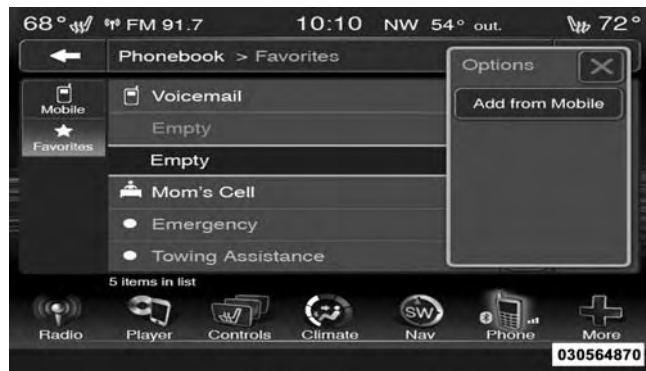 68° FM 91.7 10:10 NW 54° out. 72°
Phonebook > Favorites
Options
Mobile
Voicemail
Add from Mobile
Empty
Favorites
Empty
Mom's Cell
Emergency
Towing Assistance
5 items in list
SW
Radio Player Controls Climate Nav Phone More
030564870